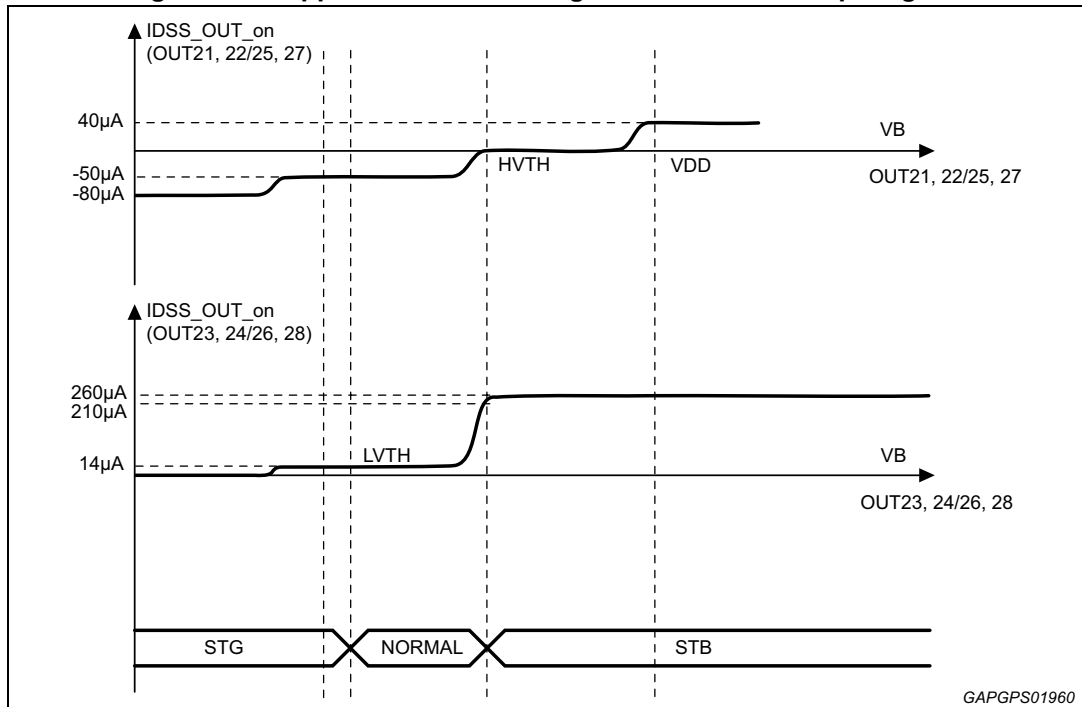 IDSS_OUT_on
(OUT21, 22/25, 27)
40µA
VB
HVTH
VDD
-50µA
OUT21, 22/25, 27
-80µA
IDSS_OUT_on
(OUT23, 24/26, 28)
260µA
210µA
14µA
LVTH
VB
OUT23, 24/26, 28
STG
NORMAL
STB
GAPGPS01960